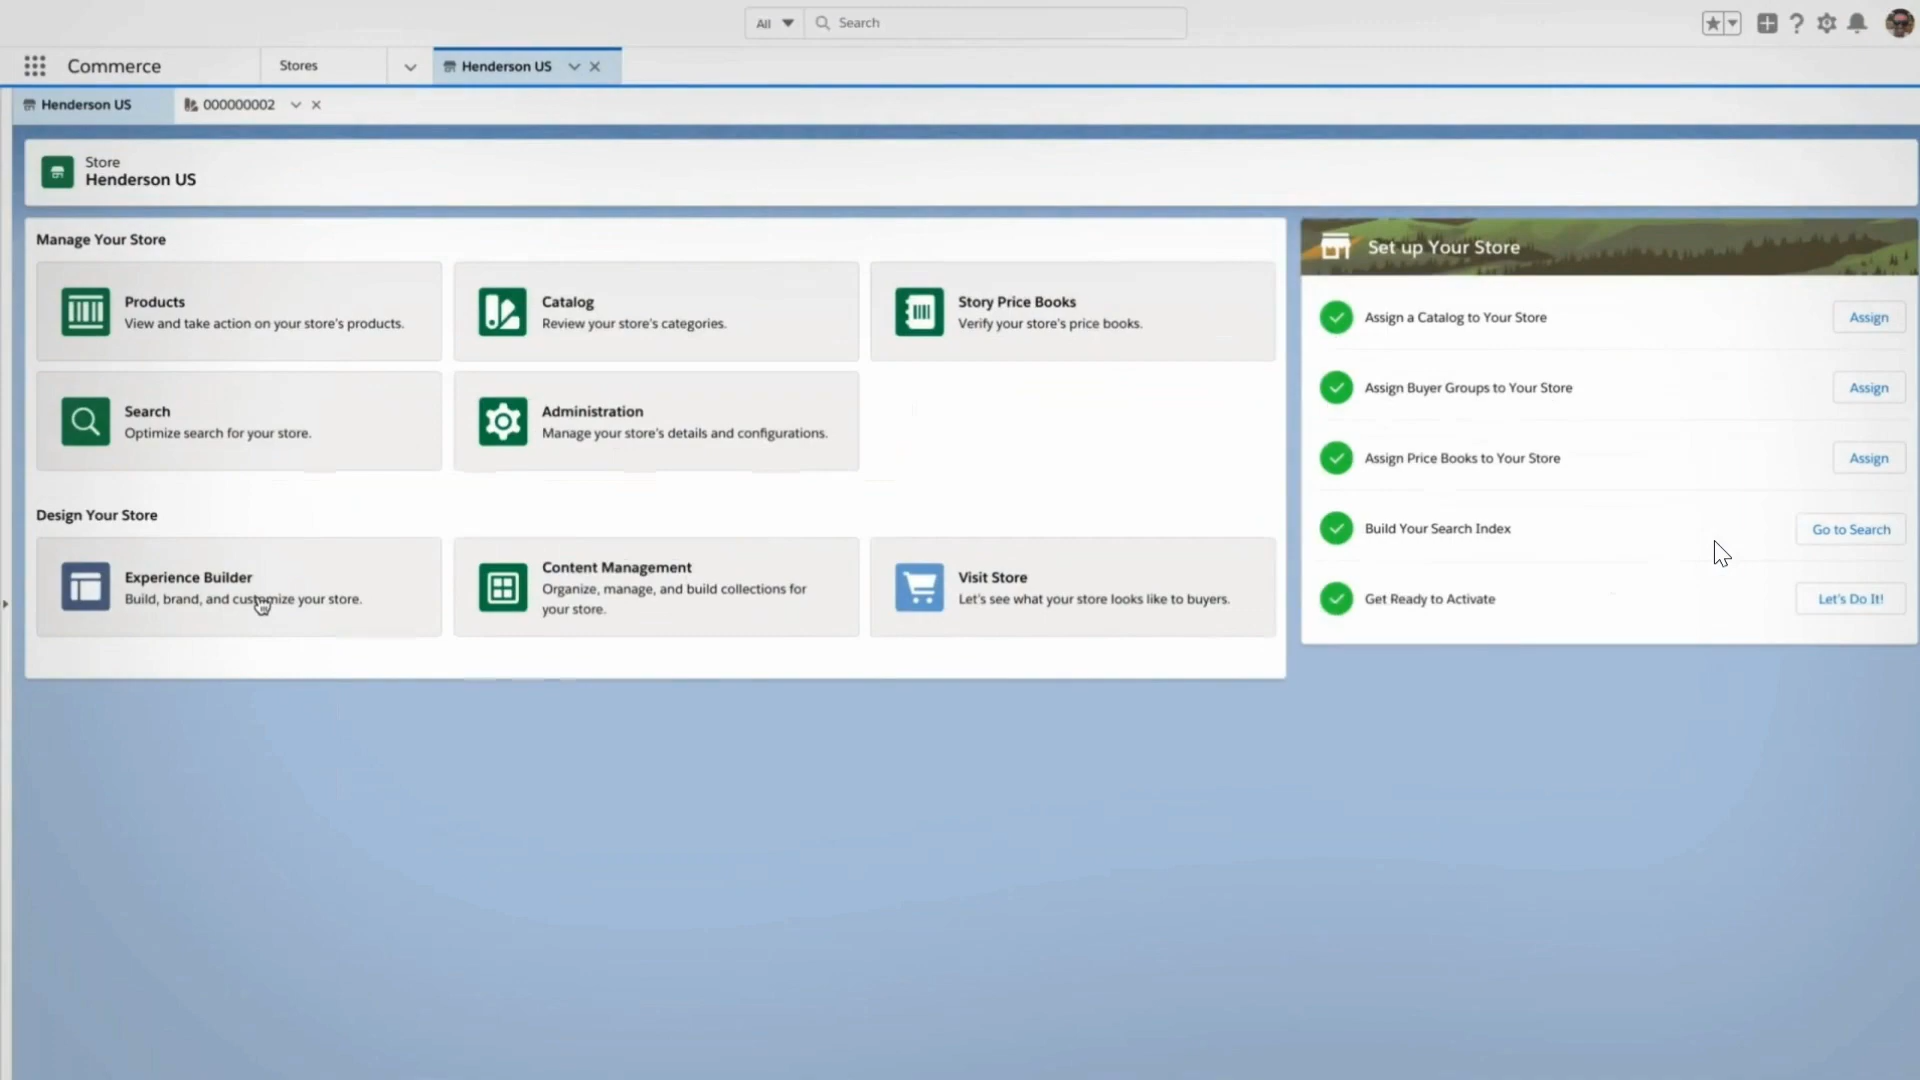 All
Search
Commerce
Stores
Henderson US
Henderson US
000000002
Store
Henderson US
Manage Your Store
Products
View and take action on your store's products.
Catalog
Review your store's categories.
Story Price Books
Verify your store's price books.
Search
Optimize search for your store.
Administration
Manage your store's details and configurations.
Design Your Store
Experience Builder
Build, brand, and customize your store.
Content Management
Organize, manage, and build collections for
your store.
Visit Store
Let's see what your store looks like to buyers.
Set up Your Store
Assign a Catalog to Your Store
Assign
Assign Buyer Groups to Your Store
Assign
Assign Price Books to Your Store
Assign
Build Your Search Index
Go to Search
Get Ready to Activate
Let's Do It!